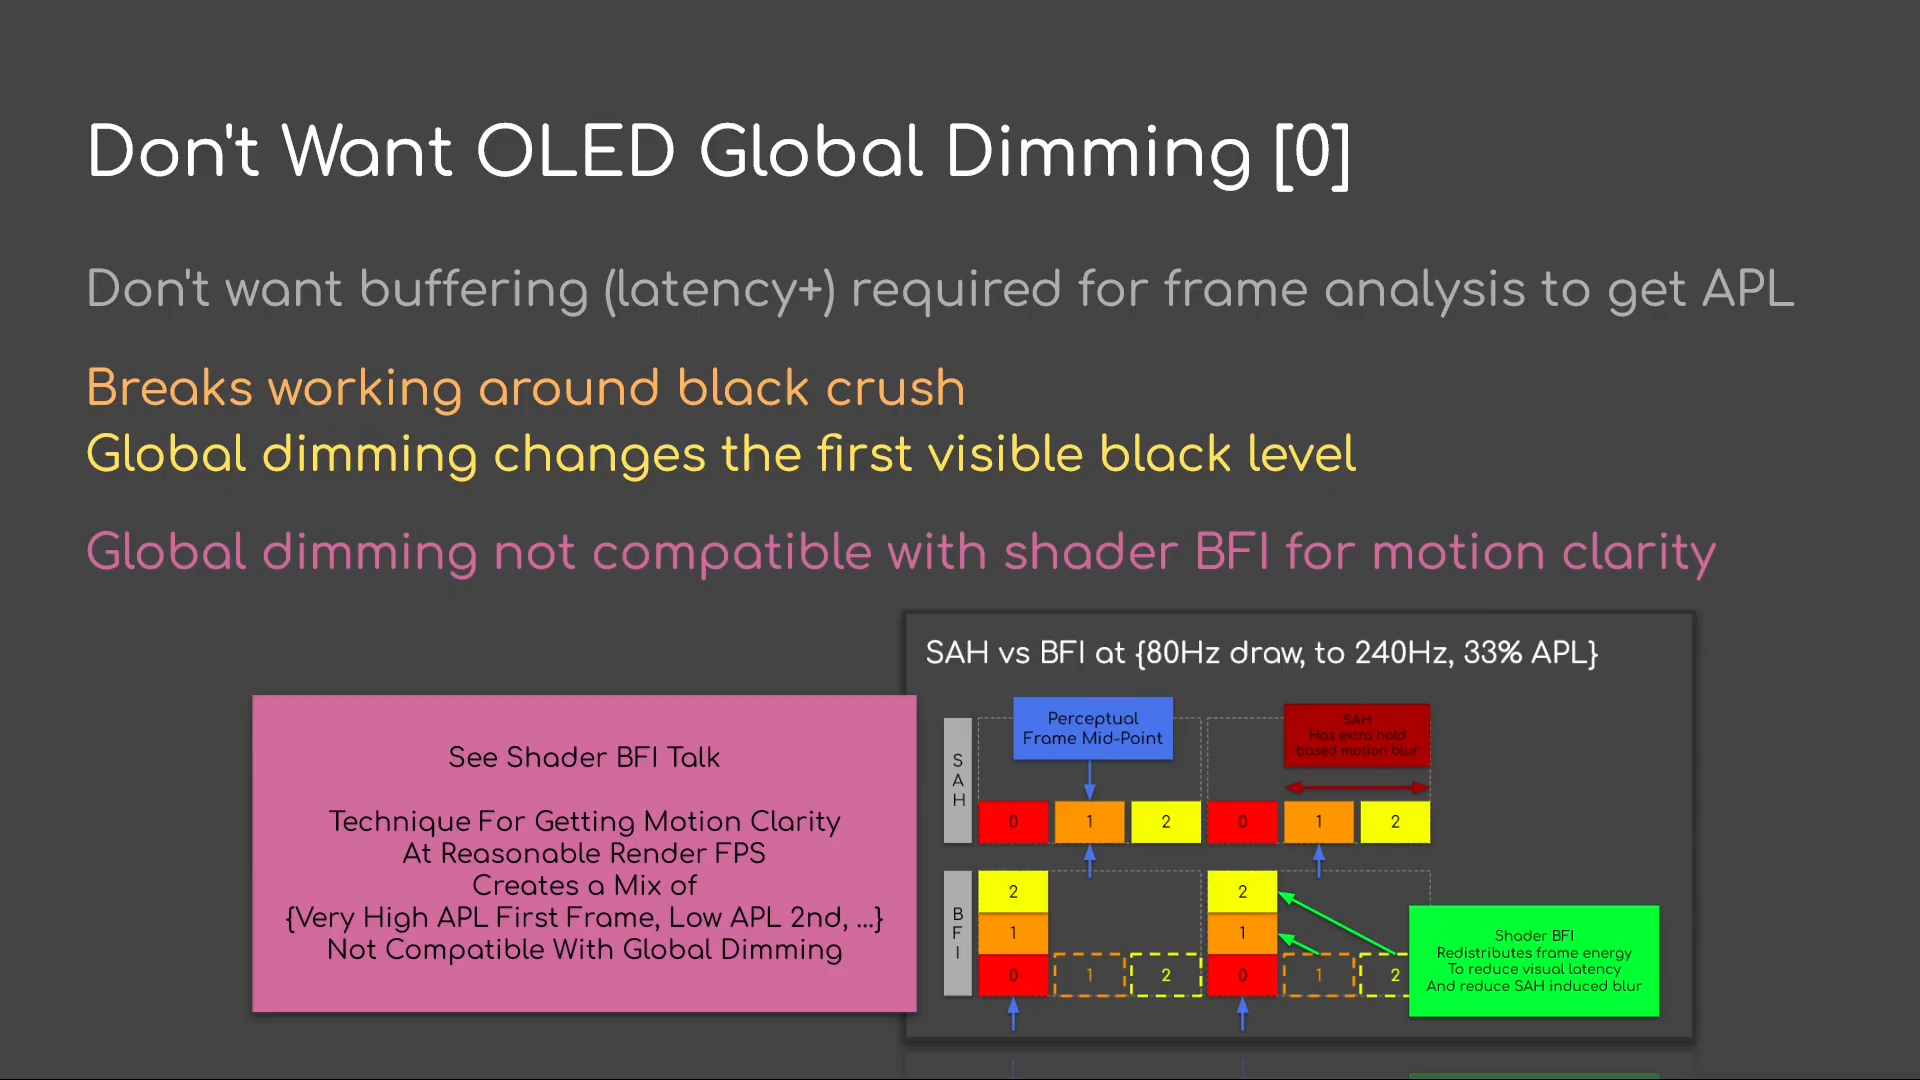 Don't Want OLED Global Dimming [0]
Don't want buffering (latency+) required for frame analysis to get APL
Breaks working around black crush
Global dimming changes the first visible black level
Global dimming not compatible with shader BFI for motion clarity
See Shader BFI Talk
Technique For Getting Motion Clarity
At Reasonable Render FPS
Creates a Mix of
{Very High APL First Frame, Low APL 2nd, ...}
Not Compatible With Global Dimming
SAH vs BFI at {80Hz draw, to 240Hz, 33% APL}
Perceptual
Frame Mid-Point
SAH
Has extra hold
based motion blur
S
A
H
0 1 2 0 1 2
B
F
I
2 2
1 1
0 1 2 0 1 2
Shader BFI
Redistributes frame energy
To reduce visual latency
And reduce SAH induced blur